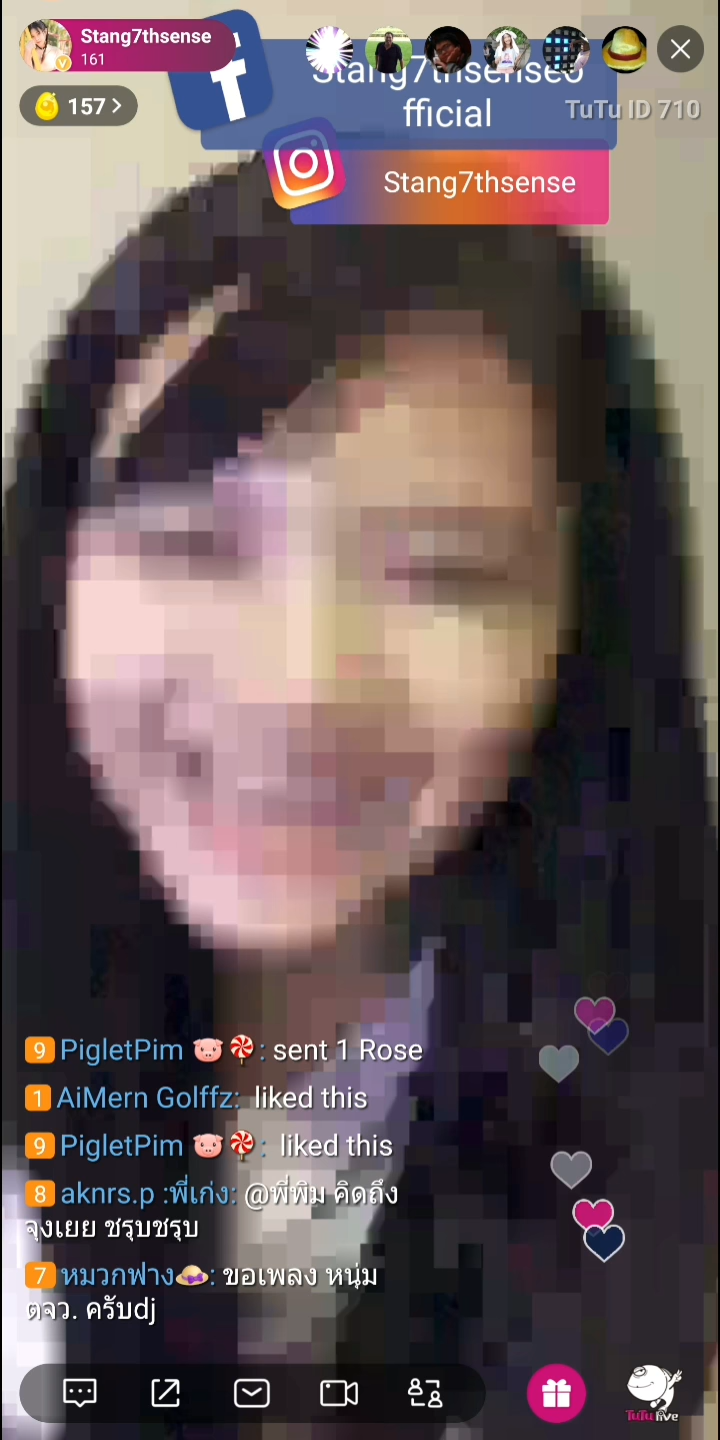 Stang7thsense
161
157
Stang7thsenseo
fficial
TuTu ID 710
Stang7thsense
9 PigletPim 🐷🍭: sent 1 Rose
1 AiMern Golffz: liked this
9 PigletPim 🐷🍭: liked this
8 aknrs.p :พี่เก่ง: @พี่พิม คิดถึง
จุงเยย ชรุบชรุบ
7 หมวกฟาง👒: ขอเพลง หนุ่ม
ตจว. ครับdj
TuTu live